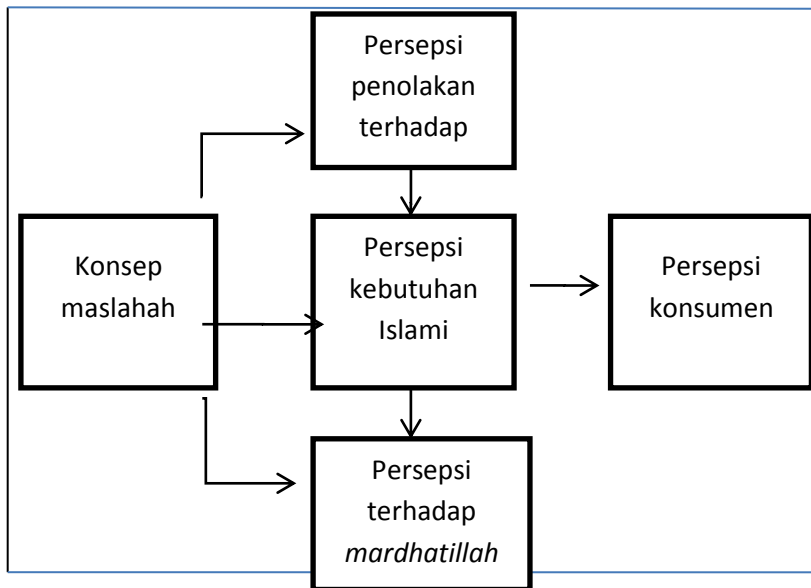 Persepsi
penolakan
terhadap
Konsep
maslahah
Persepsi
kebutuhan
Islami
Persepsi
konsumen
Persepsi
terhadap
mardhatillah